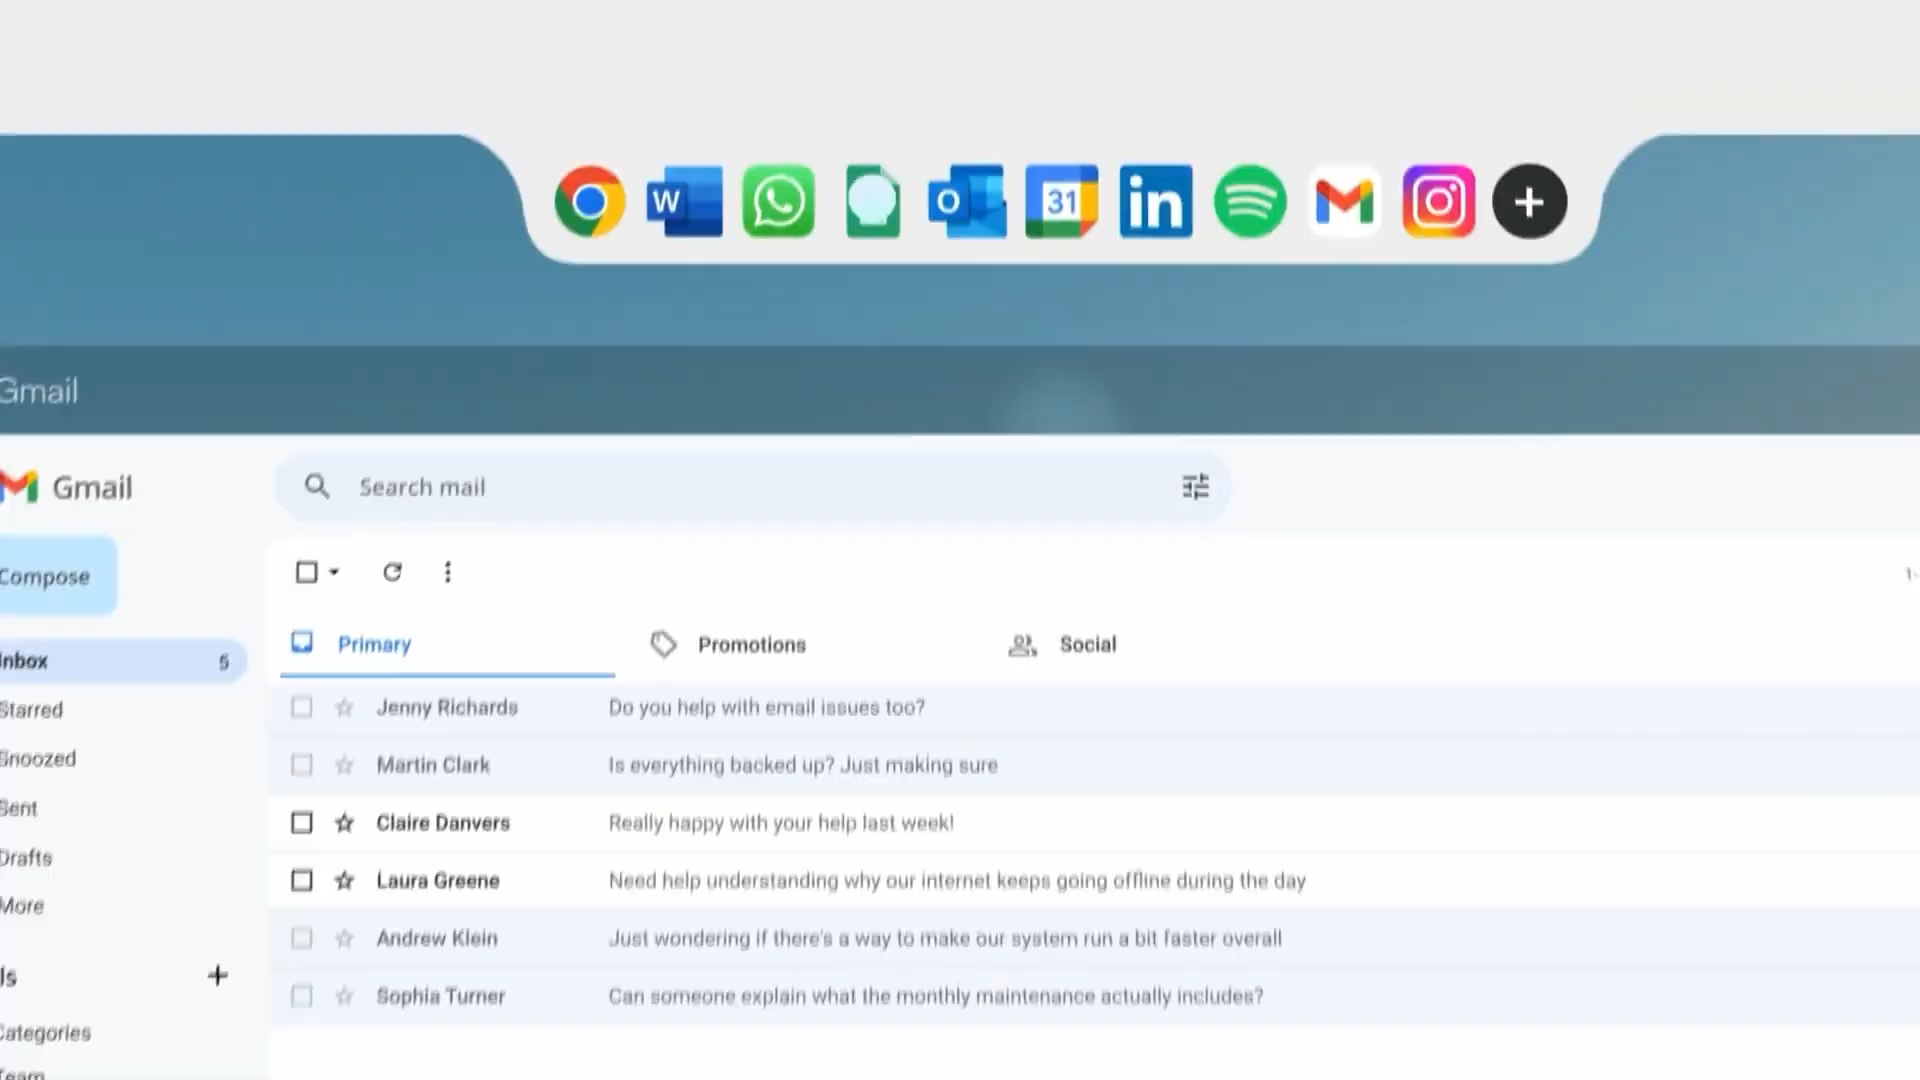 W
O
31
in
Gmail
Gmail
Search mail
Compose
Primary
Promotions
Social
Inbox
5
Jenny Richards
Do you help with email issues too?
Starred
Snoozed
Martin Clark
Is everything backed up? Just making sure
Sent
Claire Danvers
Really happy with your help last week!
Drafts
Laura Greene
Need help understanding why our internet keeps going offline during the day
More
Andrew Klein
Just wondering if there's a way to make our system run a bit faster overall
ls
Sophia Turner
Can someone explain what the monthly maintenance actually includes?
Categories
Team